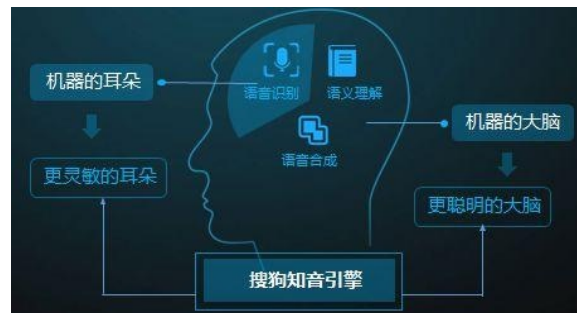 机器的耳朵
更灵敏的耳朵
语音识别
语义理解
语音合成
机器的大脑
更聪明的大脑
搜狗知音引擎